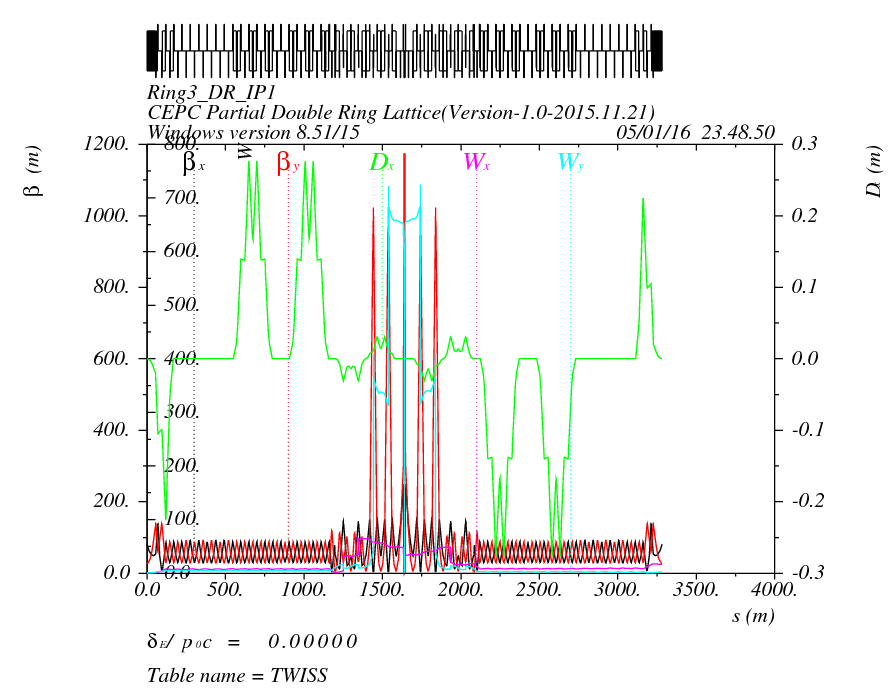 Ring3_DR_IP1
CEPC Partial Double Ring Lattice(Version-1.0-2015.11.21)
Windows version 8.51/15 05/01/16 23.48.50
β (m)
1200.
1000.
800.
600.
400.
200.
0.0
W
800.
700.
600.
500.
400.
300.
200.
100.
0.0
βx βy Dx Wx Wy
0.3
0.2
0.1
0.0
-0.1
-0.2
-0.3
Dx (m)
0.0 500. 1000. 1500. 2000. 2500. 3000. 3500. 4000.
s (m)
δE/ p0c = 0.00000
Table name = TWISS